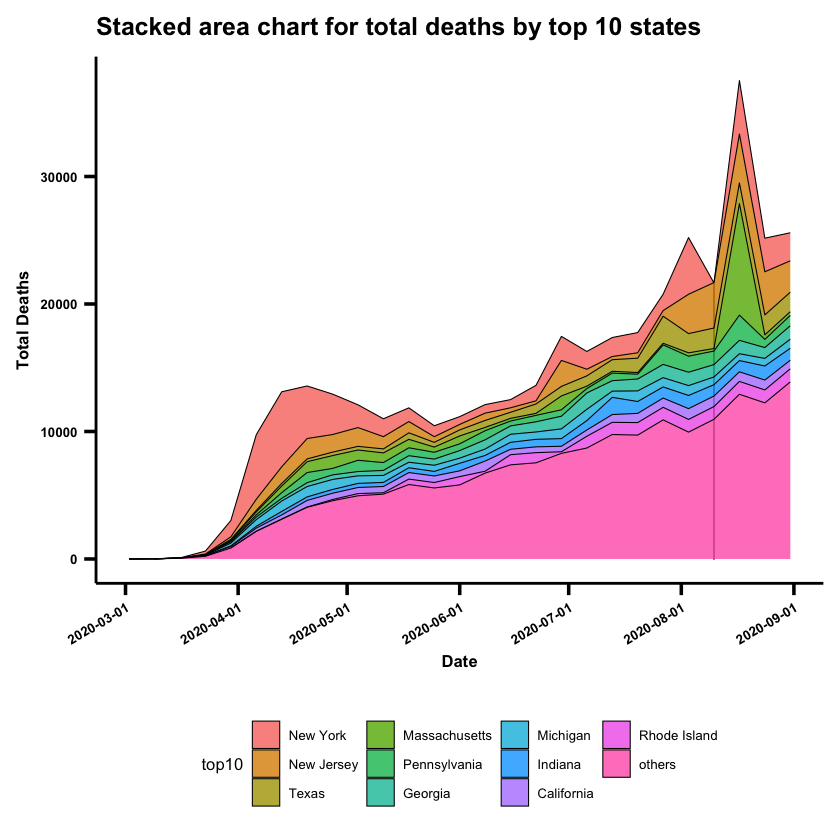 Stacked area chart for total deaths by top 10 states
Total Deaths
30000
20000
10000
0
2020-03-01
2020-04-01
2020-05-01
2020-06-01
2020-07-01
2020-08-01
2020-09-01
Date
top10
New York
New Jersey
Texas
Massachusetts
Pennsylvania
Georgia
Michigan
Indiana
California
Rhode Island
others